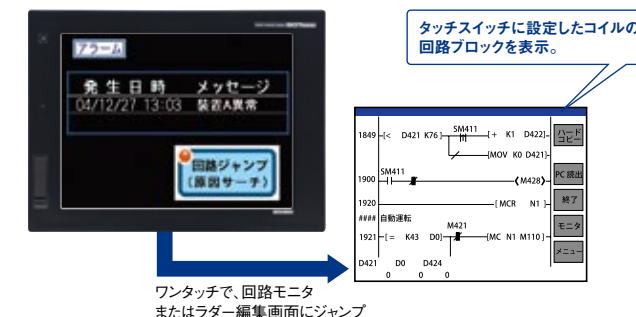 アラーム
発生日時 メッセージ
04/12/27 13:03 装置A異常
回路ジャンプ
(原因サーチ)
ワンタッチで、回路モニタ
またはラダー編集画面にジャンプ
タッチスイッチに設定したコイルの
回路ブロックを表示。
1849 [< D421 K76] SM411 [+ K1 D422]
[MOV K0 D421]
1900 SM411 (M428)
1920 [MCR N1 ]
#### 自動運転
1921 [= K43 D0] M421 [MC N1 M110 ]
D421 D0 D424
0 0 0
ハード
コピー
PC 読出
終了
モニタ
メニュー